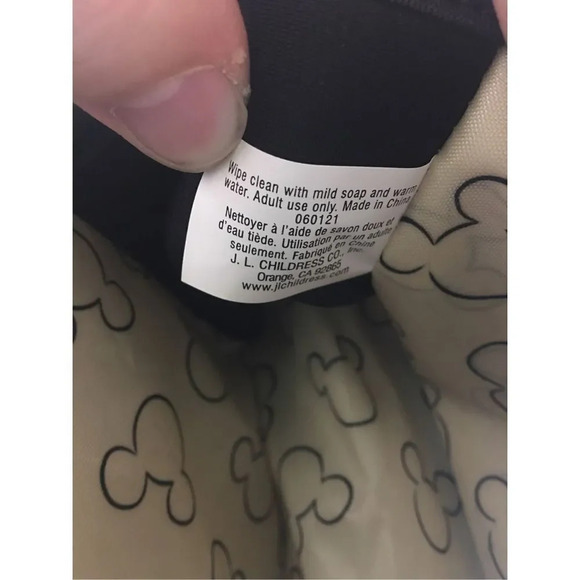 Wipe clean with mild soap and warm
water. Adult use only. Made in China
060121
Nettoyer à l'aide de savon doux et
d'eau tiède. Utilisation par un adulte
seulement. Fabriqué en Chine
J. L. CHILDRESS CO., Inc.
Orange, CA 92865
www.jlchildress.com